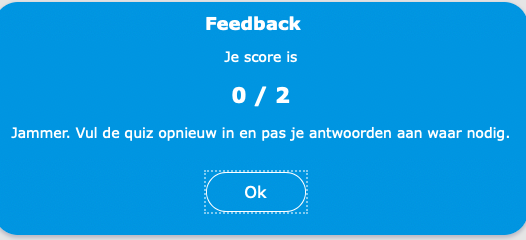 Feedback
Je score is
0 / 2
Jammer. Vul de quiz opnieuw in en pas je antwoorden aan waar nodig.
Ok